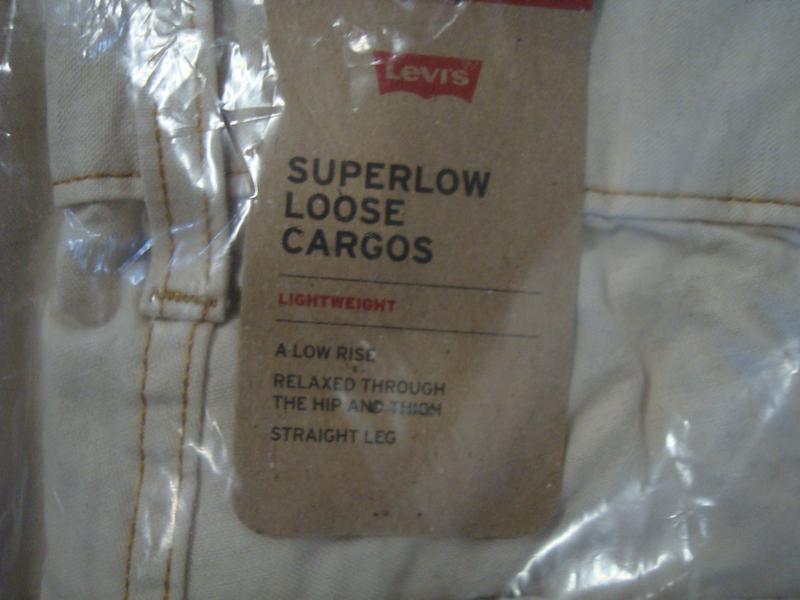 Levi's
SUPERLOW
LOOSE
CARGOS
LIGHTWEIGHT
A LOW RISE
RELAXED THROUGH
THE HIP AND THIGH
STRAIGHT LEG